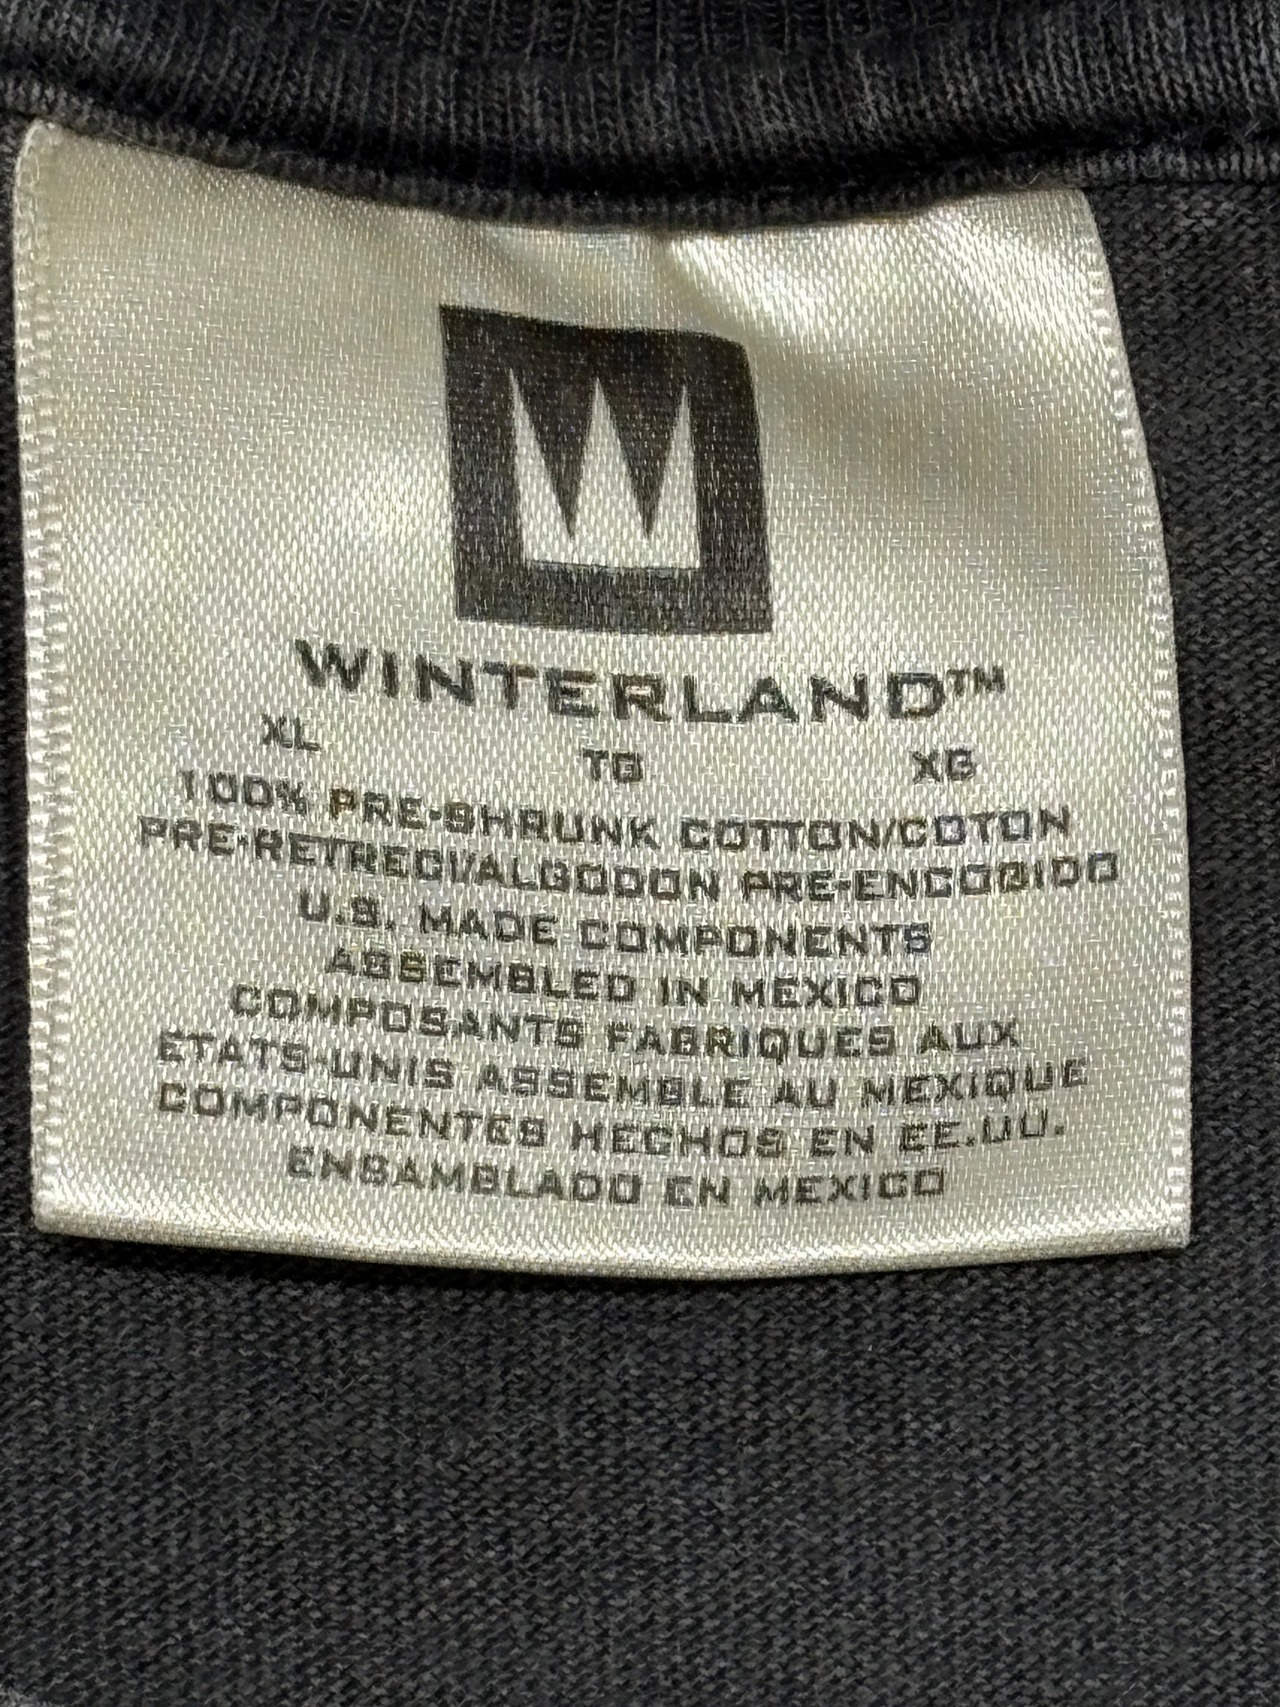 WINTERLAND™
XL TG XG
100% PRE-SHRUNK COTTON/COTON
PRE-RETRECI/ALGODON PRE-ENCOGIDO
U.S. MADE COMPONENTS
ASSEMBLED IN MEXICO
COMPOSANTS FABRIQUES AUX
ETATS-UNIS ASSEMBLE AU MEXIQUE
COMPONENTES HECHOS EN EE.UU.
ENSAMBLADO EN MEXICO